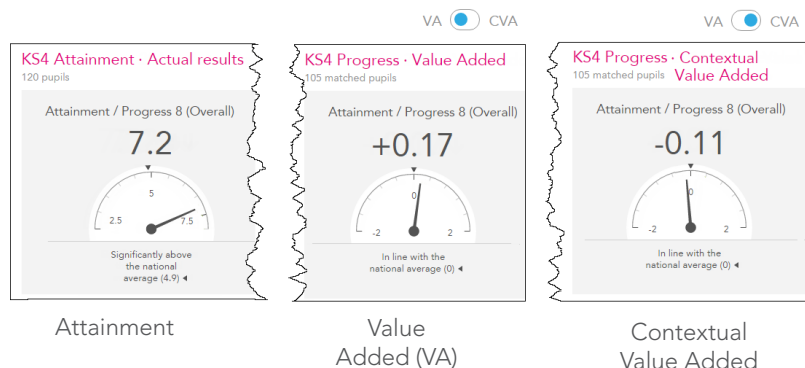 VA CVA
VA CVA
KS4 Attainment · Actual results
120 pupils
Attainment / Progress 8 (Overall)
7.2
5
2.5
7.5
Significantly above
the national
average (4.9) ◄
Attainment
KS4 Progress · Value Added
105 matched pupils
Attainment / Progress 8 (Overall)
+0.17
0
-2
2
In line with the
national average (0) ◄
Value
Added (VA)
KS4 Progress · Contextual
105 matched pupils Value Added
Attainment / Progress 8 (Overall)
-0.11
0
-2
2
In line with the
national average (0) ◄
Contextual
Value Added